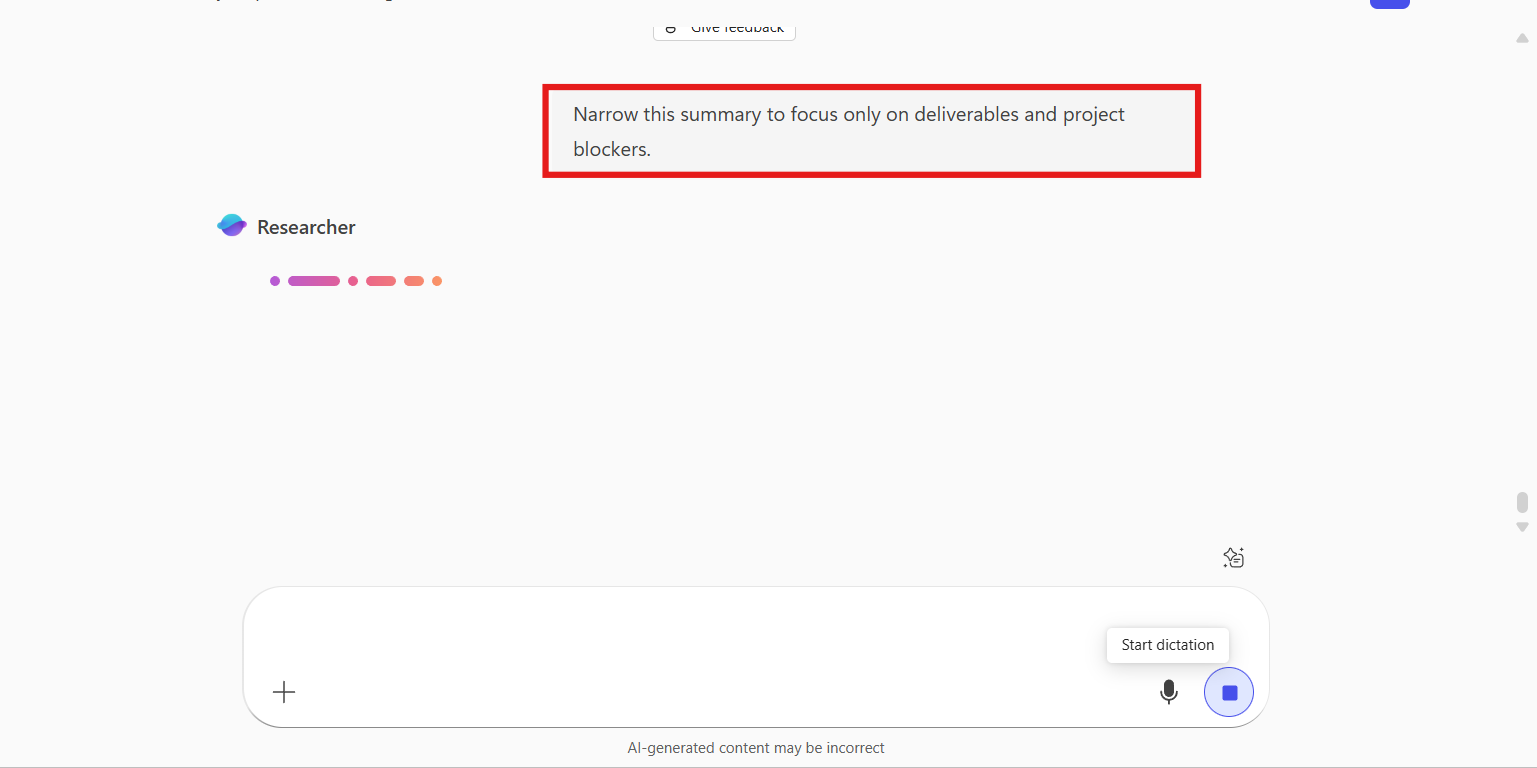 Give feedback
Narrow this summary to focus only on deliverables and project
blockers.
Researcher
Start dictation
AI-generated content may be incorrect